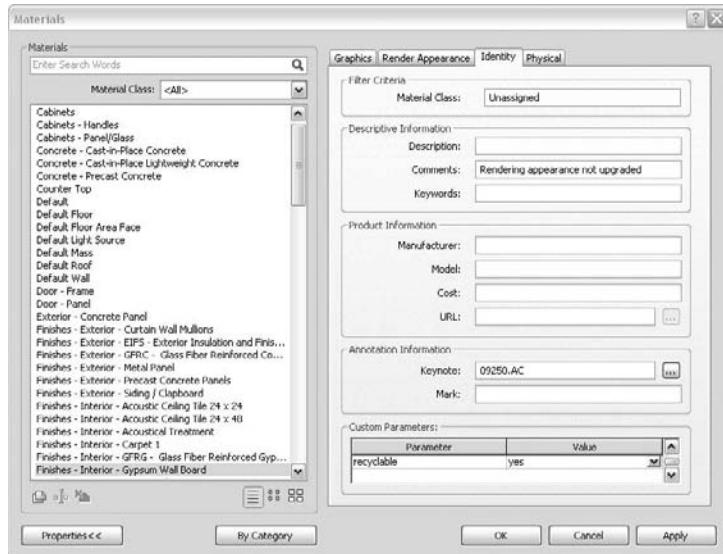 Materials
Materials
Enter Search Words
Material Class: <All>
Cabinets
Cabinets - Handles
Cabinets - Panel/Glass
Concrete - Cast-in-Place Concrete
Concrete - Cast-in-Place Lightweight Concrete
Concrete - Precast Concrete
Counter Top
Default
Default Floor
Default Floor Area Face
Default Light Source
Default Mass
Default Roof
Default Wall
Door - Frame
Door - Panel
Exterior - Concrete Panel
Finishes - Exterior - Curtain Wall Mullions
Finishes - Exterior - EIFS - Exterior Insulation and Finis...
Finishes - Exterior - GFRC - Glass Fiber Reinforced Co...
Finishes - Exterior - Metal Panel
Finishes - Exterior - Precast Concrete Panels
Finishes - Exterior - Siding / Clapboard
Finishes - Interior - Acoustic Ceiling Tile 24 x 24
Finishes - Interior - Acoustic Ceiling Tile 24 x 48
Finishes - Interior - Acoustical Treatment
Finishes - Interior - Carpet 1
Finishes - Interior - GFRG - Glass Fiber Reinforced Gyp...
Finishes - Interior - Gypsum Wall Board
Properties<<
By Category
Graphics Render Appearance Identity Physical
Filter Criteria
Material Class: Unassigned
Descriptive Information
Description:
Comments: Rendering appearance not upgraded
Keywords:
Product Information
Manufacturer:
Model:
Cost:
URL: ...
Annotation Information
Keynote: 09250.AC ...
Mark:
Custom Parameters:
Parameter Value
recyclable yes
OK Cancel Apply